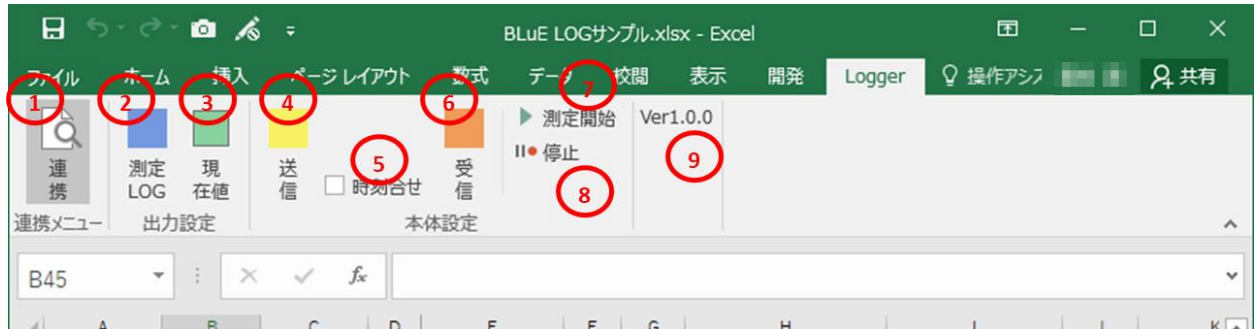 BLuE LOGサンプル.xlsx - Excel
ファイル ホーム 挿入 ページ レイアウト 数式 データ 校閲 表示 開発 Logger 操作アシス 共有
1 2 3 4 5 6 7 8 9
連携
測定LOG
現在値
送信
時刻合せ
受信
測定開始
停止
Ver1.0.0
連携メニュー 出力設定 本体設定
B45 fx
A B C D E F G H I J K